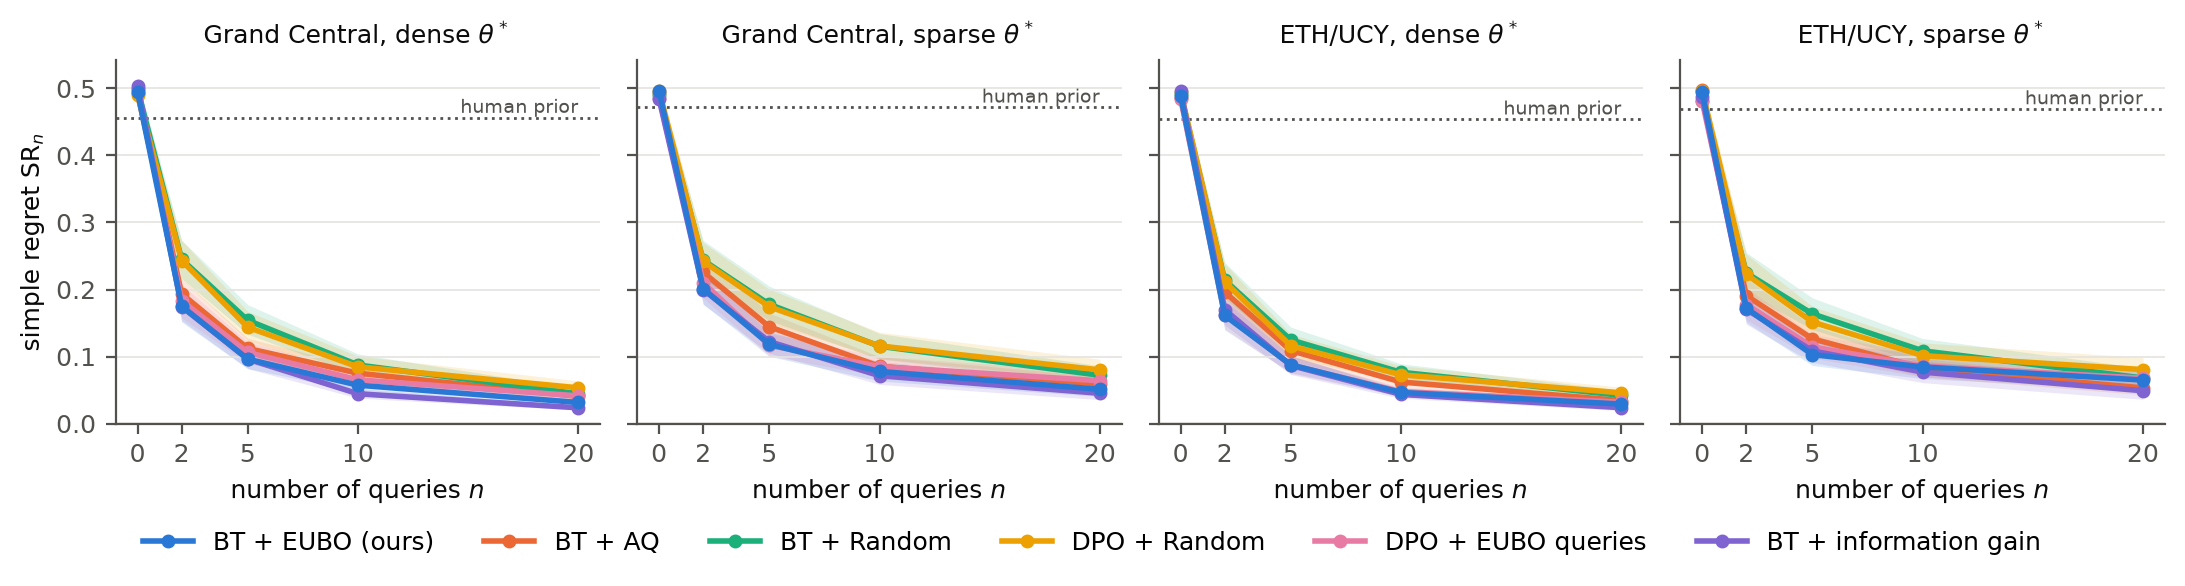 Grand Central, dense θ*
Grand Central, sparse θ*
ETH/UCY, dense θ*
ETH/UCY, sparse θ*
simple regret SRₙ
0.5
0.4
0.3
0.2
0.1
0.0
human prior
human prior
human prior
human prior
0 2 5 10 20
0 2 5 10 20
0 2 5 10 20
0 2 5 10 20
number of queries n
number of queries n
number of queries n
number of queries n
BT + EUBO (ours)
BT + AQ
BT + Random
DPO + Random
DPO + EUBO queries
BT + information gain